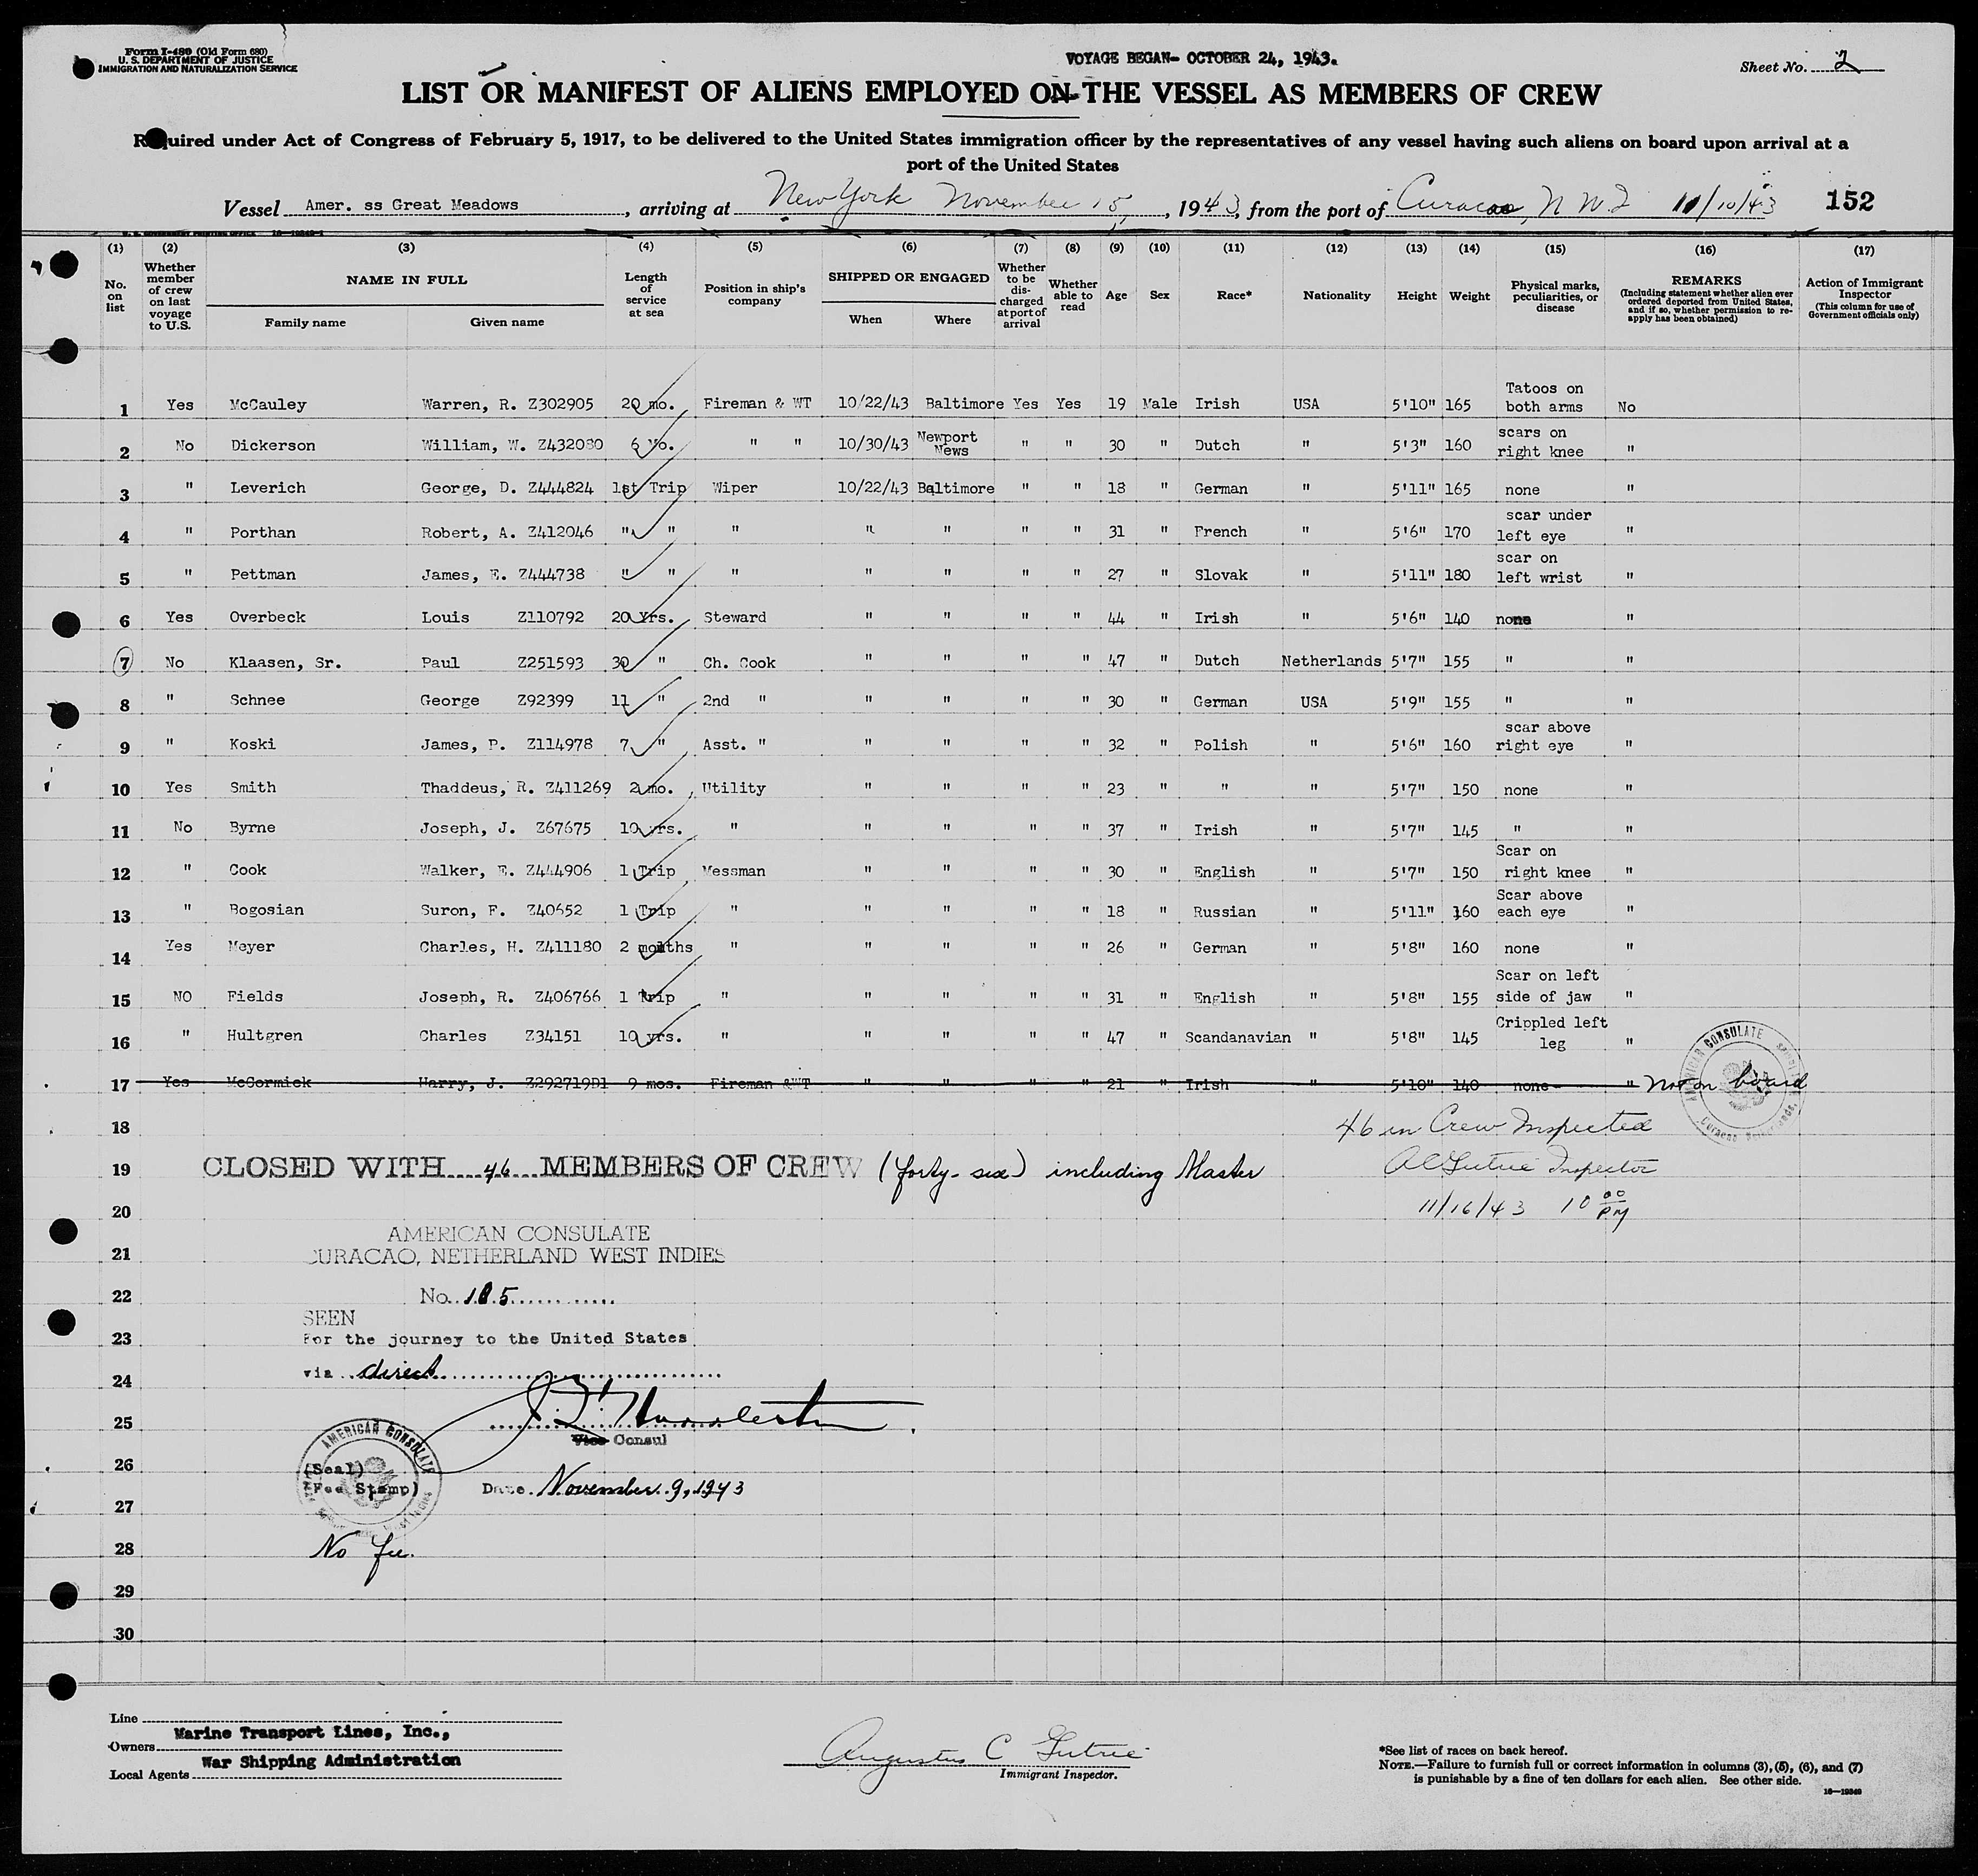 Form I-480 (Old Form 680)
U. S. DEPARTMENT OF JUSTICE
IMMIGRATION AND NATURALIZATION SERVICE
VOYAGE BEGAN- OCTOBER 24, 1943.
Sheet No. 2
LIST OR MANIFEST OF ALIENS EMPLOYED ON THE VESSEL AS MEMBERS OF CREW
Required under Act of Congress of February 5, 1917, to be delivered to the United States immigration officer by the representatives of any vessel having such aliens on board upon arrival at a
port of the United States
Vessel Amer. ss Great Meadows, arriving at New York November 15, 1943, from the port of Curacao, N W.I 11/10/43 152
(1) (2) (3) (4) (5) (6) (7) (8) (9) (10) (11) (12) (13) (14) (15) (16) (17)
No. on list
Whether member of crew on last voyage to U.S.
NAME IN FULL
Family name
Given name
Length of service at sea
Position in ship's company
SHIPPED OR ENGAGED
When
Where
Whether to be discharged at port of arrival
Whether able to read
Age
Sex
Race*
Nationality
Height
Weight
Physical marks, peculiarities, or disease
REMARKS
(Including statement whether alien ever ordered deported from United States, and if so, whether permission to reapply has been obtained)
Action of Immigrant Inspector
(This column for use of Government officials only)
1 Yes McCauley Warren, R. Z302905 20 mo. Fireman & WT 10/22/43 Baltimore Yes Yes 19 Male Irish USA 5'10" 165 Tatoos on both arms No
2 No Dickerson William, W. Z432080 6 Mo. " " 10/30/43 Newport News " " 30 " Dutch " 5'3" 160 scars on right knee "
3 " Leverich George, D. Z444824 1st Trip Wiper 10/22/43 Baltimore " " 18 " German " 5'11" 165 none "
4 " Porthan Robert, A. Z412046 " " " " " " " 31 " French " 5'6" 170 scar under left eye "
5 " Pettman James, E. Z444738 " " " " " " " 27 " Slovak " 5'11" 180 scar on left wrist "
6 Yes Overbeck Louis Z110792 20 Yrs. Steward " " " " 44 " Irish " 5'6" 140 none "
7 No Klaasen, Sr. Paul Z251593 30 " Ch. Cook " " " " 47 " Dutch Netherlands 5'7" 155 " "
8 " Schnee George Z92399 11 " 2nd " " " " " 30 " German USA 5'9" 155 " "
9 " Koski James, P. Z114978 7 " Asst. " " " " " 32 " Polish " 5'6" 160 scar above right eye "
10 Yes Smith Thaddeus, R. Z411269 2 mo. Utility " " " " 23 " " " 5'7" 150 none "
11 No Byrne Joseph, J. Z67675 10 yrs. " " " " " 37 " Irish " 5'7" 145 " "
12 " Cook Walker, E. Z444906 1 Trip Messman " " " " 30 " English " 5'7" 150 Scar on right knee "
13 " Bogosian Suron, F. Z40652 1 Trip " " " " " 18 " Russian " 5'11" 160 Scar above each eye "
14 Yes Meyer Charles, H. Z411180 2 months " " " " " 26 " German " 5'8" 160 none "
15 NO Fields Joseph, R. Z406766 1 Trip " " " " " 31 " English " 5'8" 155 Scar on left side of jaw "
16 " Hultgren Charles Z34151 10 yrs. " " " " " 47 " Scandanavian " 5'8" 145 Crippled left leg "
17 Yes McCormick Harry, J. Z292719D1 9 mos. Fireman &WT " " " " 21 " Irish " 5'10" 140 none " Not on board
AMERICAN CONSULATE
18 46 in Crew Inspected
19 CLOSED WITH 46 MEMBERS OF CREW (forty-six) including Master
A C Gutrie Inspector
20 11/16/43 10 00 PM
AMERICAN CONSULATE
21 CURACAO, NETHERLAND WEST INDIES
22 No. 185
SEEN
23 For the journey to the United States
24 via direct
25
Vice Consul
AMERICAN CONSULATE
26 (Seal)
(Fee Stamp) Date November 9, 1943
27
28 No fee.
29
30
Line
Owners Marine Transport Lines, Inc.,
Local Agents War Shipping Administration
Augustus C Gutrie
Immigrant Inspector.
*See list of races on back hereof.
NOTE.—Failure to furnish full or correct information in columns (3), (5), (6), and (7)
is punishable by a fine of ten dollars for each alien. See other side.
16—19240